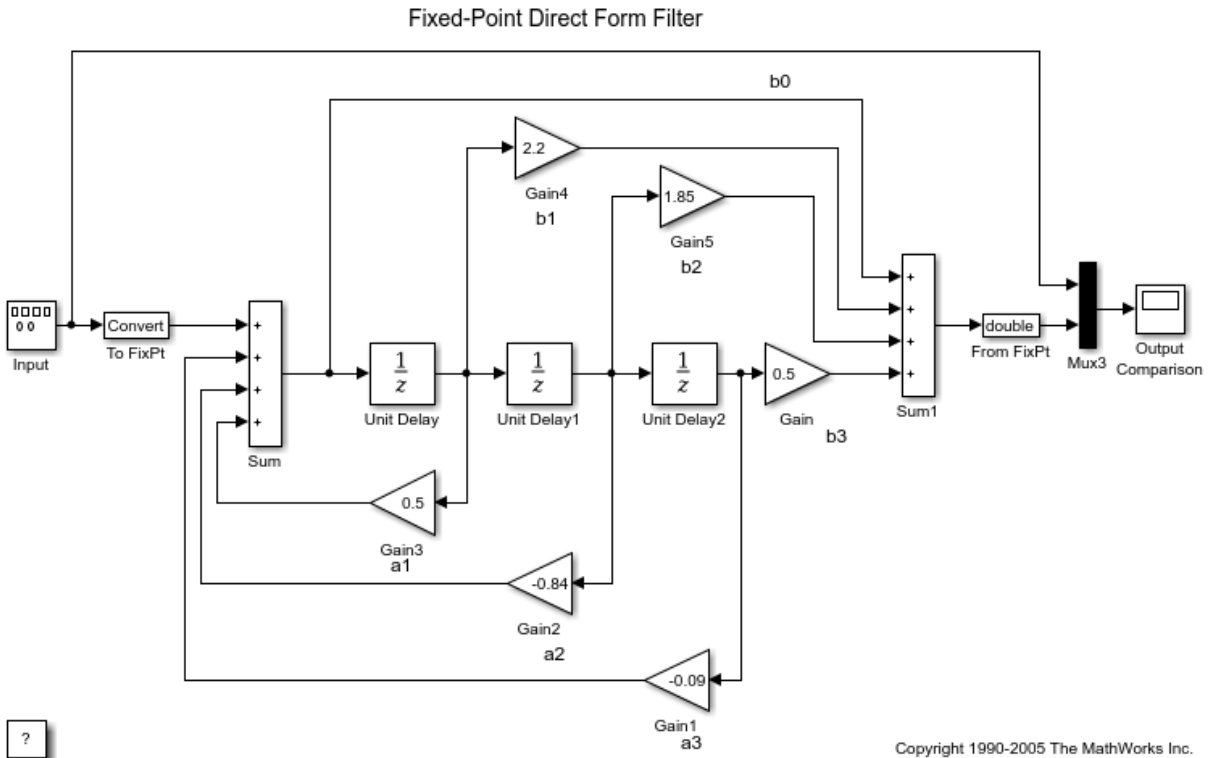 Fixed-Point Direct Form Filter
b0
2.2
Gain4
b1
1.85
Gain5
b2
Input
Convert
To FixPt
+
+
+
+
Sum
1
z
Unit Delay
1
z
Unit Delay1
1
z
Unit Delay2
0.5
Gain
b3
+
+
+
+
Sum1
double
From FixPt
Mux3
Output
Comparison
0.5
Gain3
a1
-0.84
Gain2
a2
-0.09
Gain1
a3
?
Copyright 1990-2005 The MathWorks Inc.